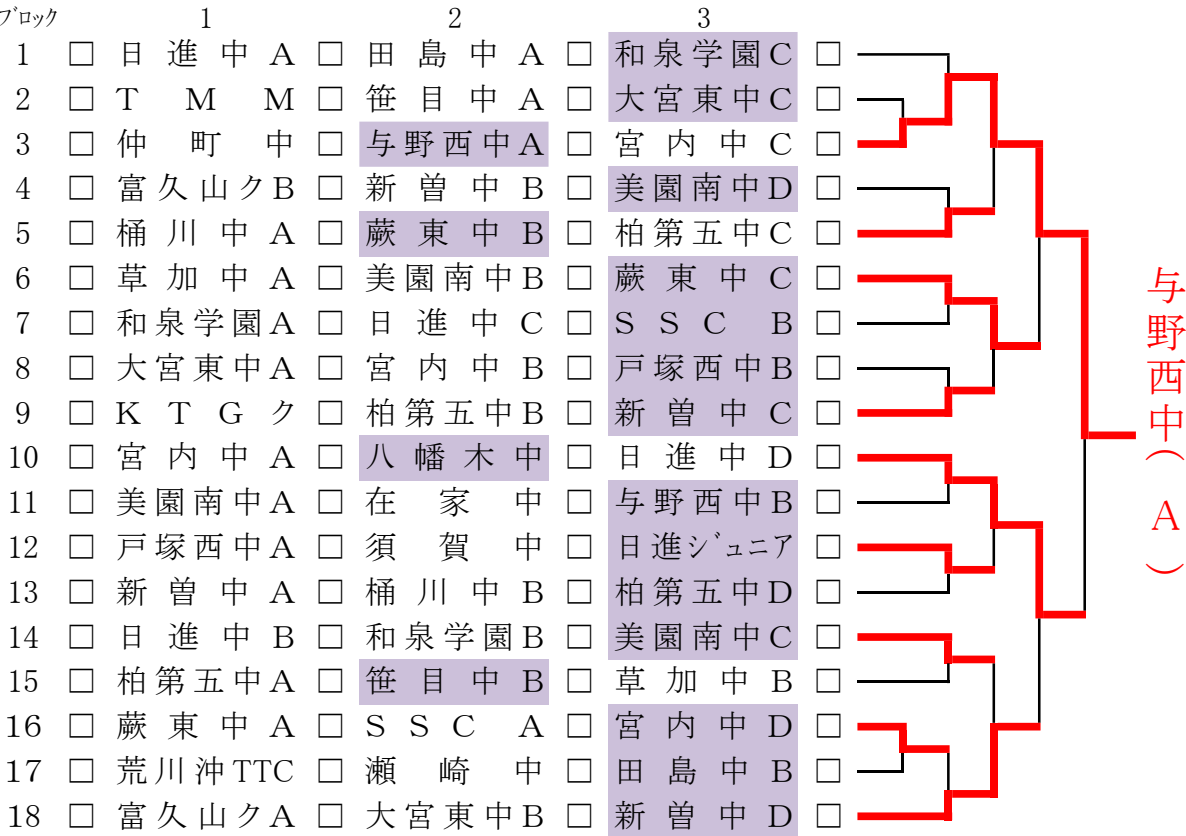 ブロック 1 2 3
1 □ 日進中A □ 田島中A □ 和泉学園C □
2 □ TMM □ 笹目中A □ 大宮東中C □
3 □ 仲町中 □ 与野西中A □ 宮内中C □
4 □ 富久山クB □ 新曽中B □ 美園南中D □
5 □ 桶川中A □ 蕨東中B □ 柏第五中C □
6 □ 草加中A □ 美園南中B □ 蕨東中C □
7 □ 和泉学園A □ 日進中C □ SSC B □
8 □ 大宮東中A □ 宮内中B □ 戸塚西中B □
9 □ KTGク □ 柏第五中B □ 新曽中C □
10 □ 宮内中A □ 八幡木中 □ 日進中D □
11 □ 美園南中A □ 在家中 □ 与野西中B □
12 □ 戸塚西中A □ 須賀中 □ 日進ジュニア □
13 □ 新曽中A □ 桶川中B □ 柏第五中D □
14 □ 日進中B □ 和泉学園B □ 美園南中C □
15 □ 柏第五中A □ 笹目中B □ 草加中B □
16 □ 蕨東中A □ SSC A □ 宮内中D □
17 □ 荒川沖TTC □ 瀬崎中 □ 田島中B □
18 □ 富久山クA □ 大宮東中B □ 新曽中D □
与野西中(A)